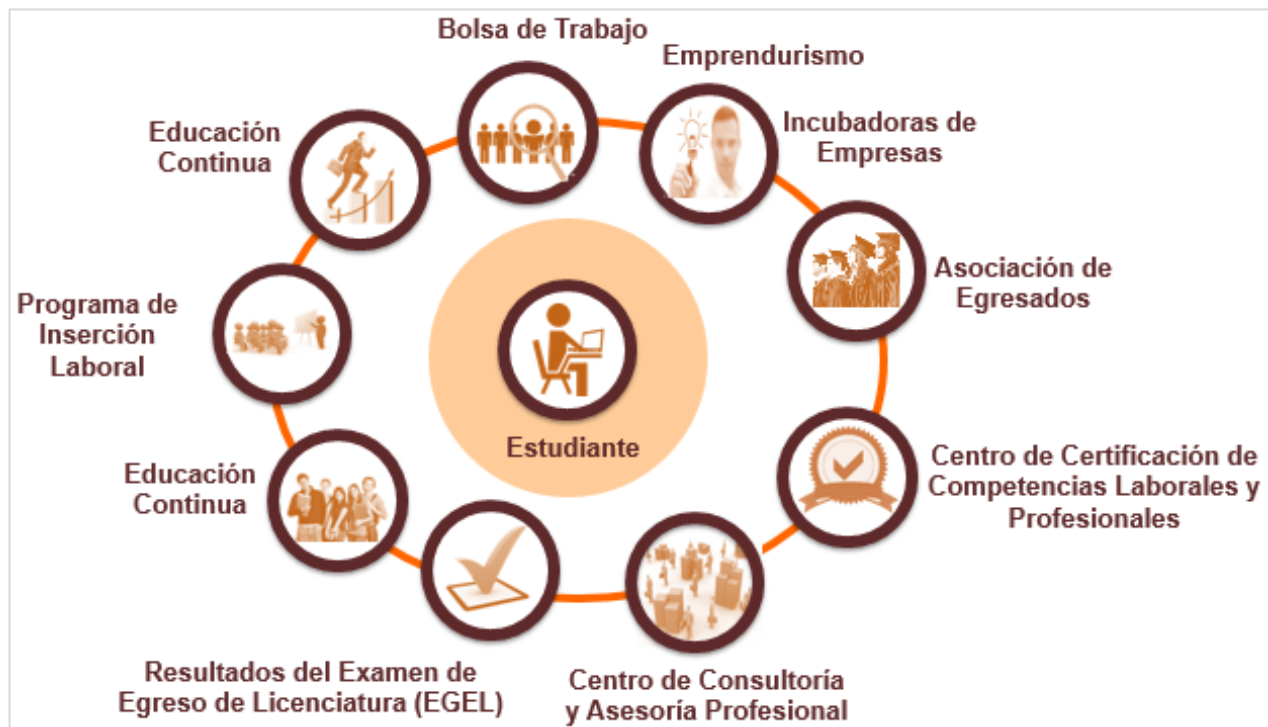 Bolsa de Trabajo
Emprendurismo
Incubadoras de
Empresas
Asociación de
Egresados
Centro de Certificación de
Competencias Laborales y
Profesionales
Centro de Consultoría
y Asesoría Profesional
Resultados del Examen de
Egreso de Licenciatura (EGEL)
Educación
Continua
Programa de
Inserción
Laboral
Educación
Continua
Estudiante